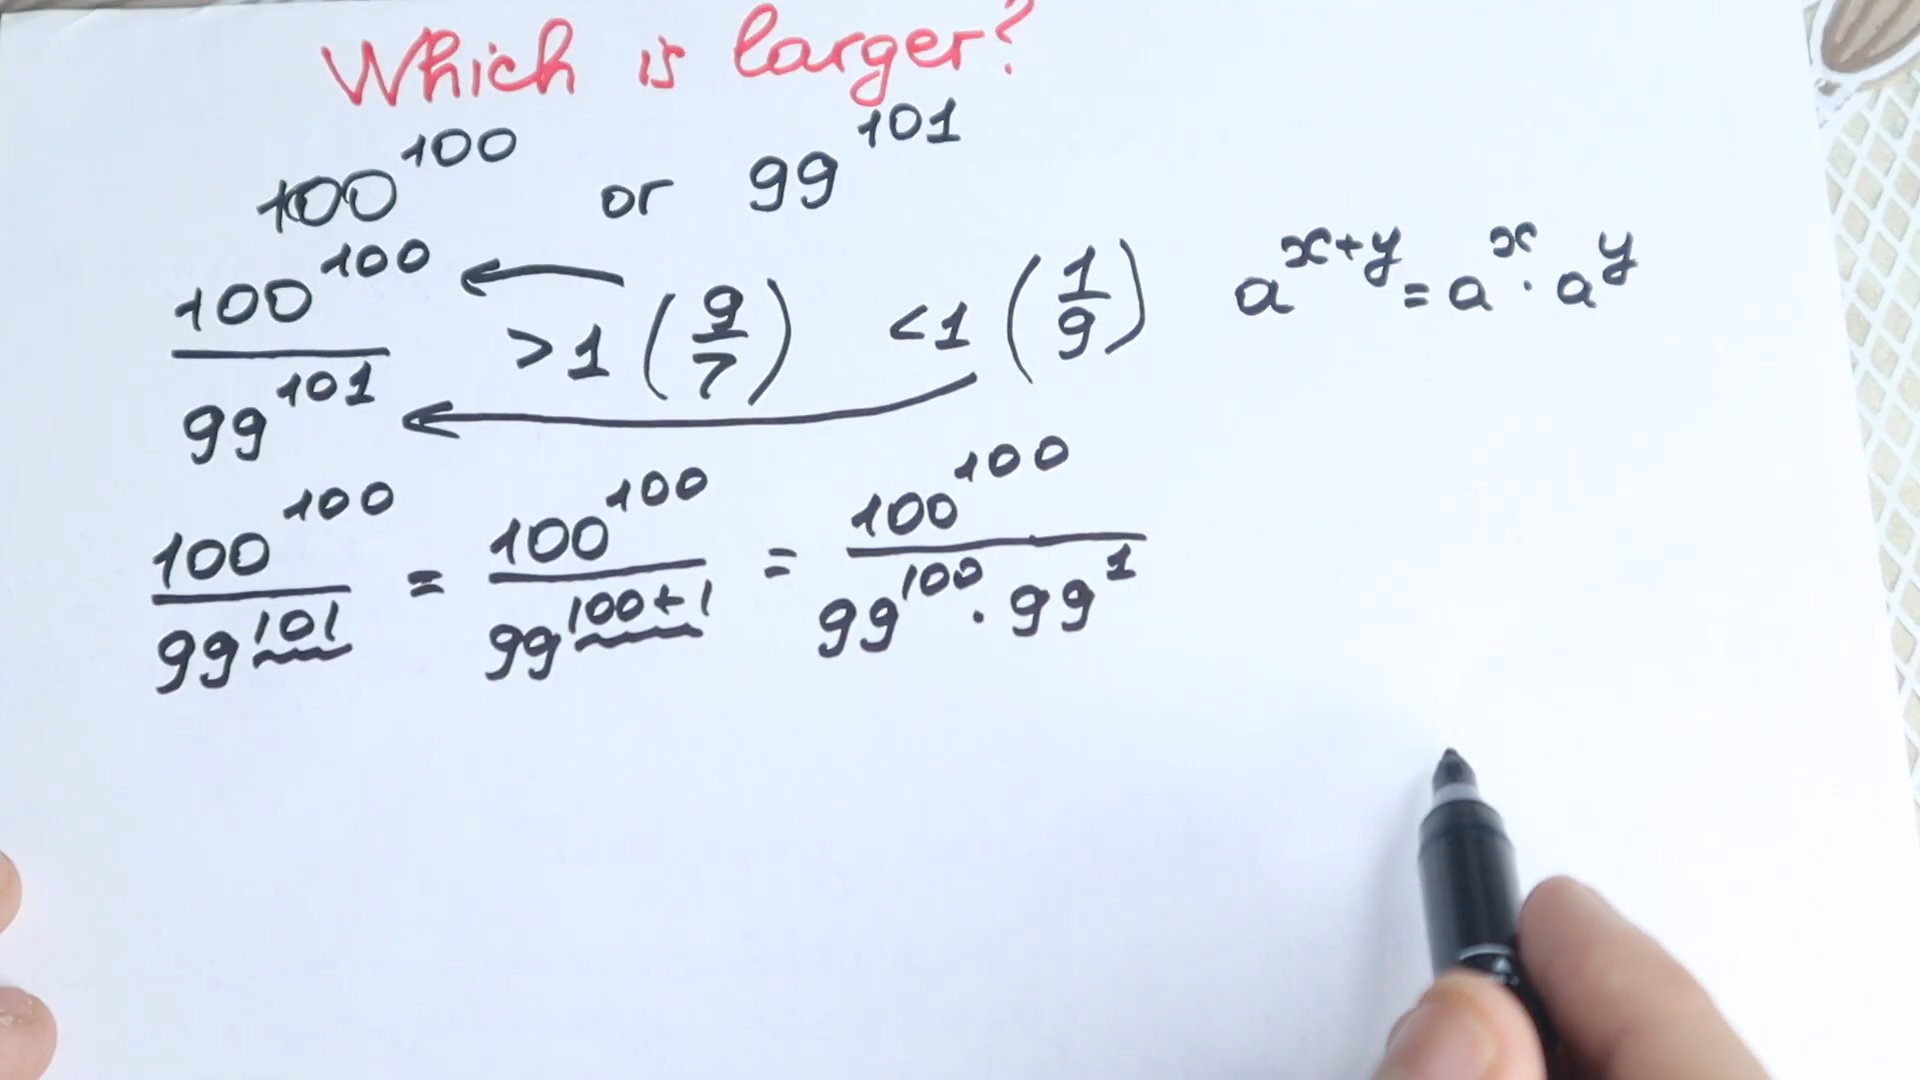 Which is larger?
100^100 or 99^101
100^100/99^101 >1 (9/7) <1 (1/9) a^(x+y) = a^x · a^y
100^100/99^101 = 100^100/99^(100+1) = 100^100/(99^100 · 99^1)